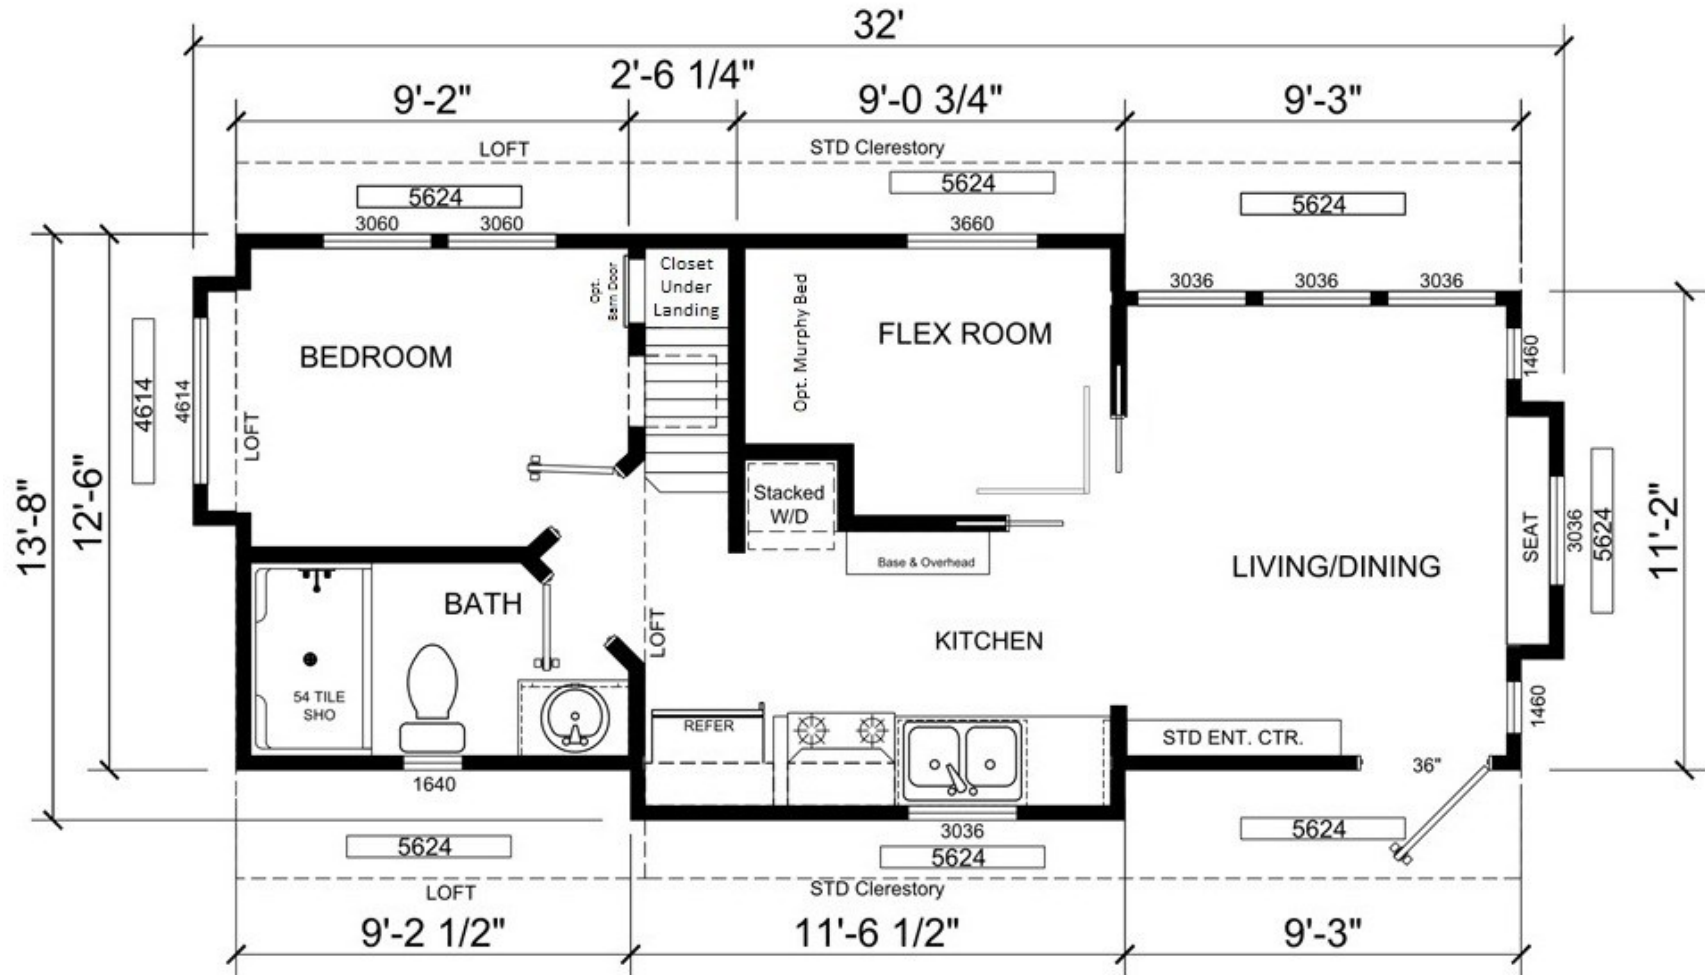 32'
2'-6 1/4"
9'-2"
9'-0 3/4"
9'-3"
LOFT
STD Clerestory
5624
5624
5624
3060
3060
3660
Opt.
Barn Door
Closet
Under
Landing
Opt. Murphy Bed
FLEX ROOM
3036
3036
3036
BEDROOM
1460
4614
4614
LOFT
13'-8"
12'-6"
Stacked
W/D
Base & Overhead
SEAT
3036
5624
11'-2"
LIVING/DINING
BATH
LOFT
KITCHEN
54 TILE
SHO
REFER
STD ENT. CTR.
1460
36"
1640
3036
5624
5624
5624
LOFT
STD Clerestory
9'-2 1/2"
11'-6 1/2"
9'-3"